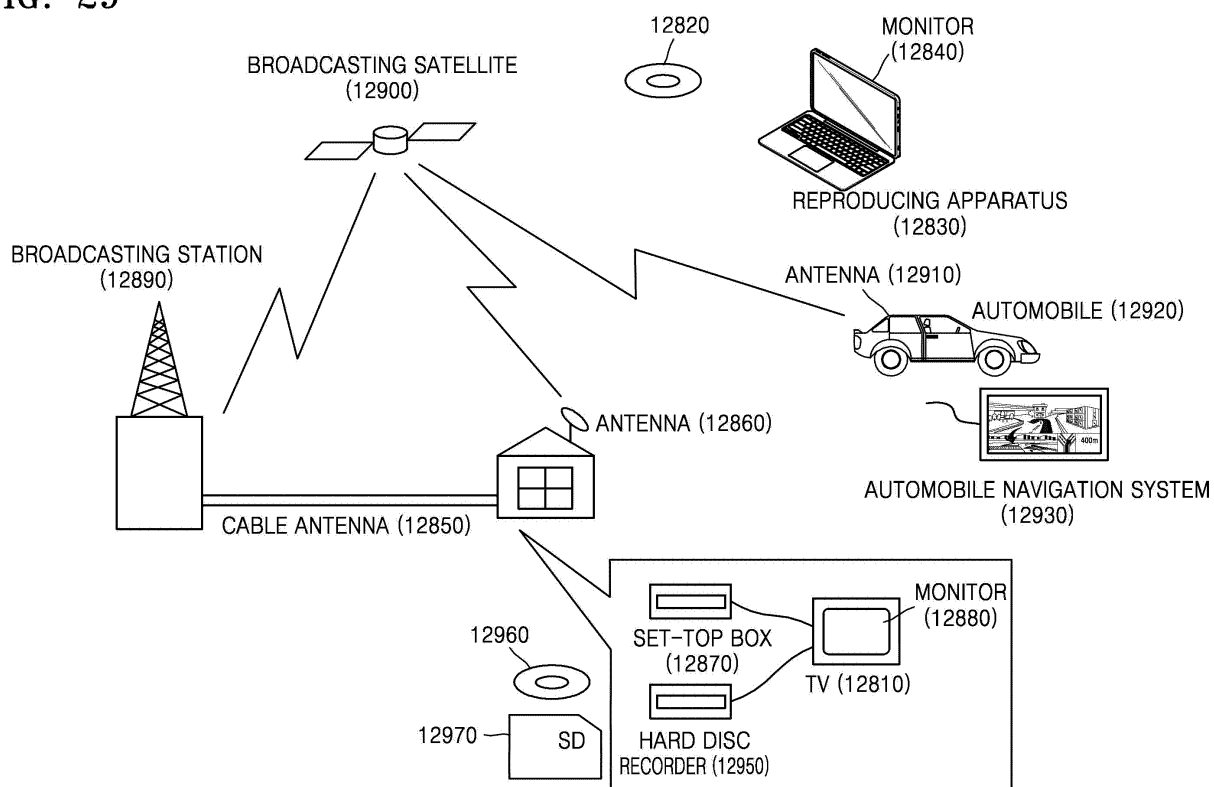 FIG. 25
12820
MONITOR
(12840)
BROADCASTING SATELLITE
(12900)
REPRODUCING APPARATUS
(12830)
BROADCASTING STATION
(12890)
ANTENNA (12910)
AUTOMOBILE (12920)
ANTENNA (12860)
400m
AUTOMOBILE NAVIGATION SYSTEM
(12930)
CABLE ANTENNA (12850)
MONITOR
(12880)
SET-TOP BOX
(12870)
TV (12810)
12960
12970
SD
HARD DISC
RECORDER (12950)